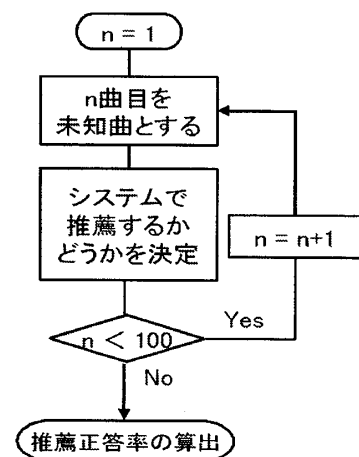 n = 1
n曲目を
未知曲とする
システムで
推薦するか
どうかを決定
n = n+1
n < 100
Yes
No
推薦正答率の算出